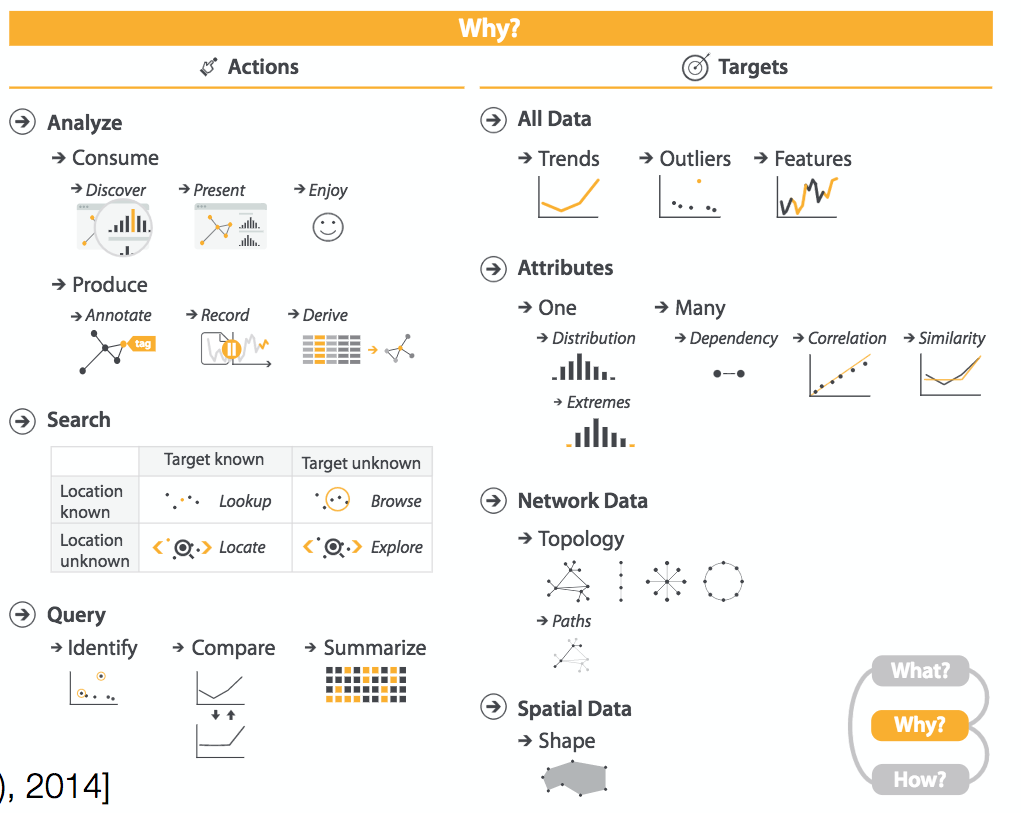 Why?
Actions
Analyze
Consume
Discover
Present
Enjoy
Produce
Annotate
Record
Derive
tag
Search
Target known
Target unknown
Location known
Lookup
Browse
Location unknown
Locate
Explore
Query
Identify
Compare
Summarize
Targets
All Data
Trends
Outliers
Features
Attributes
One
Many
Distribution
Dependency
Correlation
Similarity
Extremes
Network Data
Topology
Paths
Spatial Data
Shape
What?
Why?
How?
), 2014]